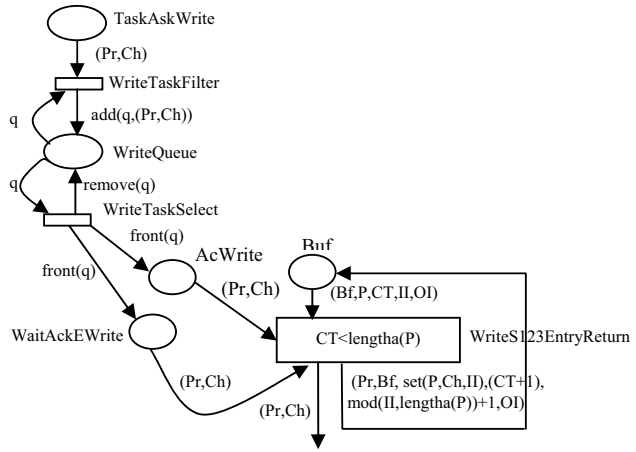 TaskAskWrite
(Pr,Ch)
WriteTaskFilter
q
add(q,(Pr,Ch))
WriteQueue
q
remove(q)
WriteTaskSelect
front(q)
front(q)
AcWrite
Buf
(Pr,Ch)
(Bf,P,CT,II,OI)
WaitAckEWrite
CT<lengtha(P)
WriteS123EntryReturn
(Pr,Ch)
(Pr,Bf, set(P,Ch,II),(CT+1),
mod(II,lengtha(P))+1,OI)
(Pr,Ch)